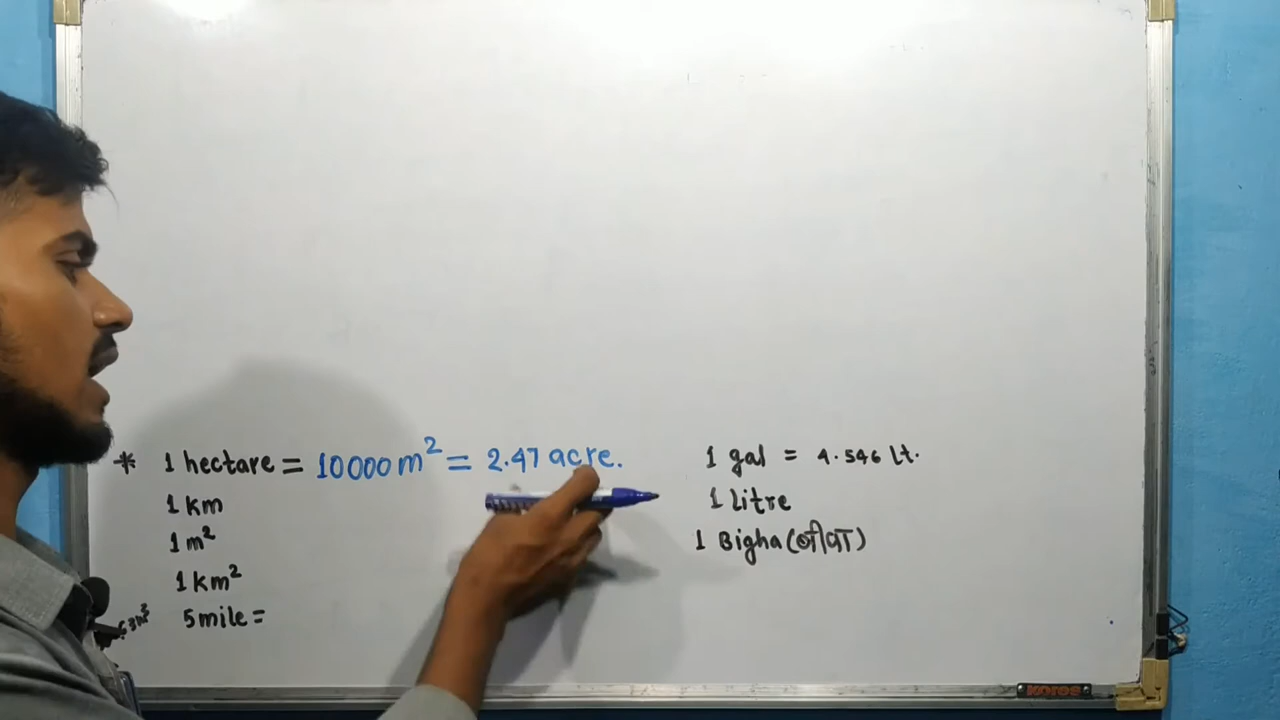 * 1 hectare = 10000 m² = 2.47 acre.
1 km
1 m²
1 km²
5 mile =
1 gal = 4.546 Lt.
1 litre
1 Bigha (बीघा)
KOROS